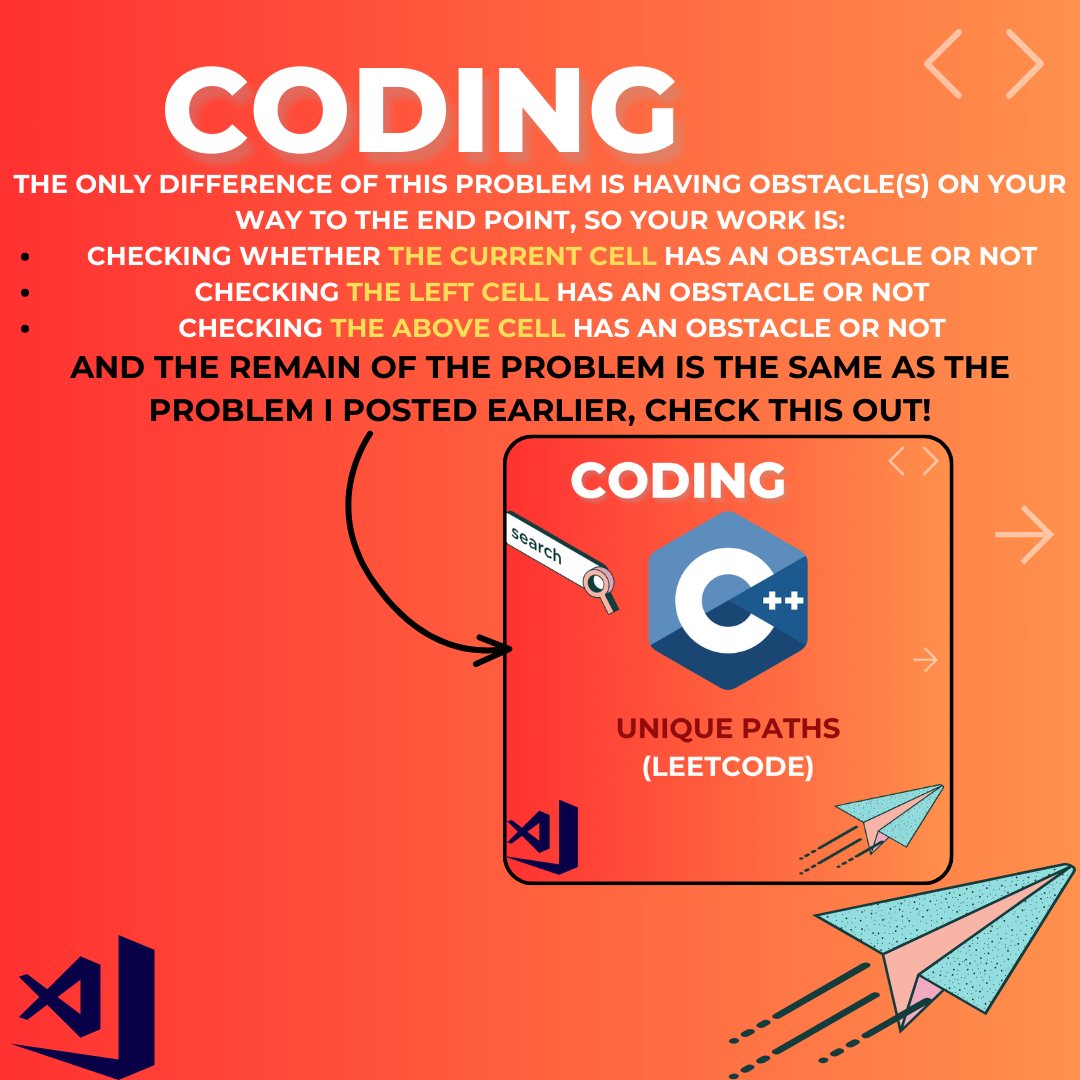 CODING
THE ONLY DIFFERENCE OF THIS PROBLEM IS HAVING OBSTACLE(S) ON YOUR
WAY TO THE END POINT, SO YOUR WORK IS:
• CHECKING WHETHER THE CURRENT CELL HAS AN OBSTACLE OR NOT
• CHECKING THE LEFT CELL HAS AN OBSTACLE OR NOT
• CHECKING THE ABOVE CELL HAS AN OBSTACLE OR NOT
AND THE REMAIN OF THE PROBLEM IS THE SAME AS THE
PROBLEM I POSTED EARLIER, CHECK THIS OUT!
CODING
search
C++
UNIQUE PATHS
(LEETCODE)